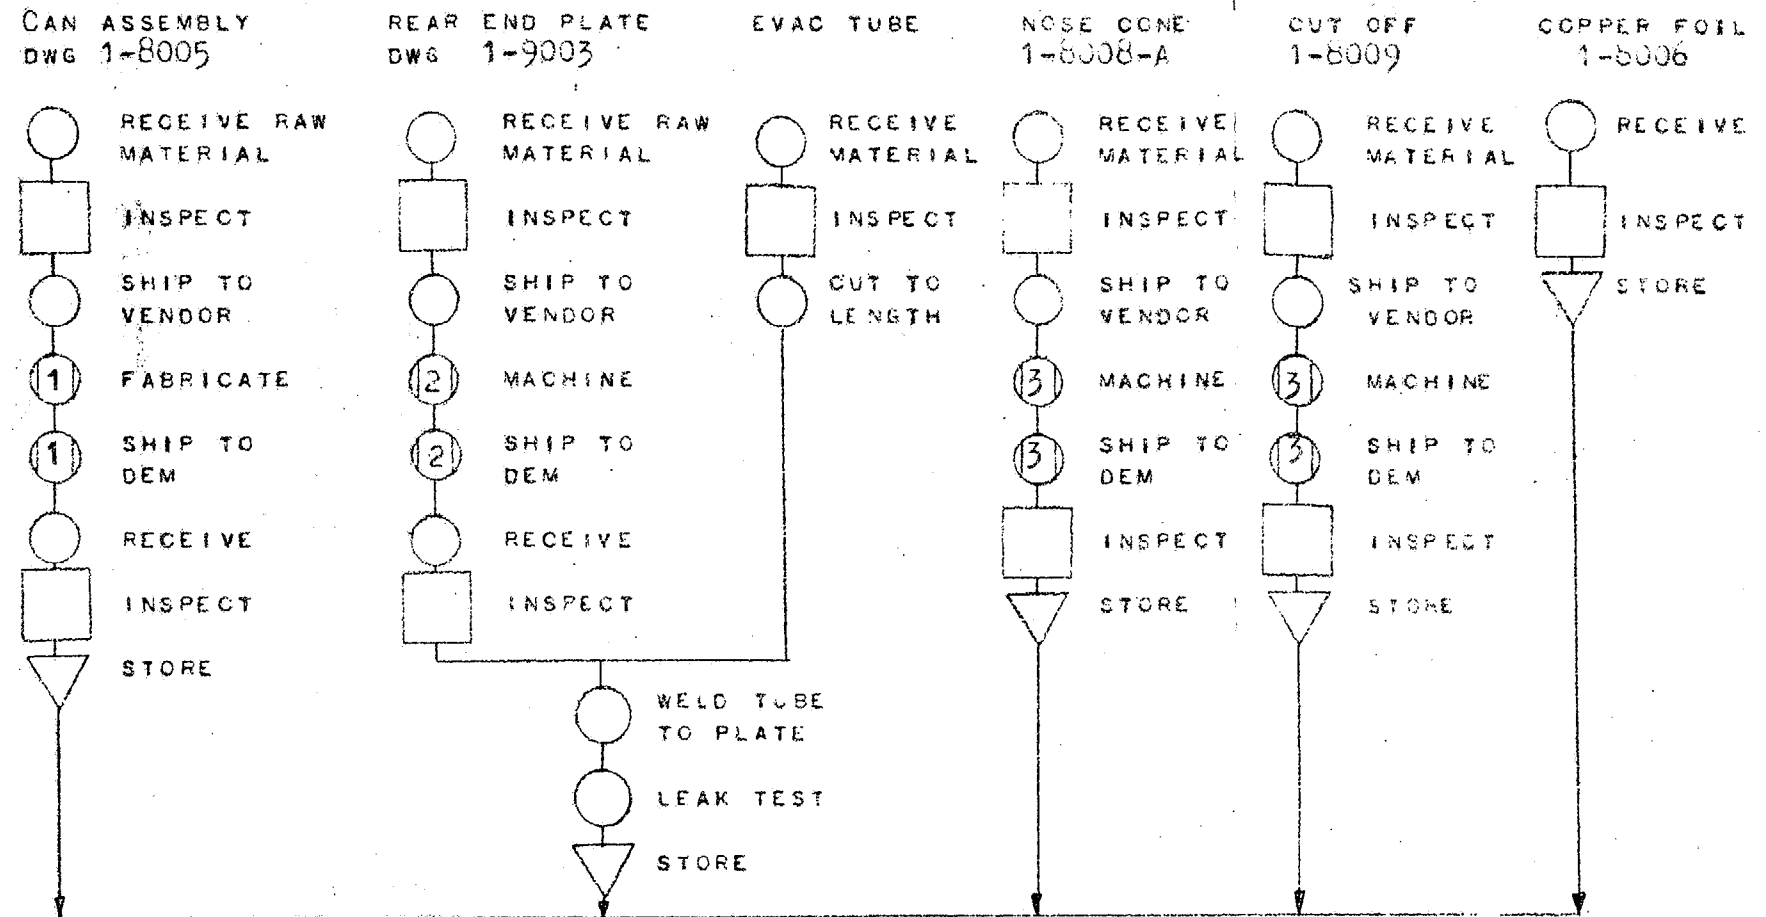 CAN ASSEMBLY
DWG 1-8005
RECEIVE RAW
MATERIAL
INSPECT
SHIP TO
VENDOR
1 FABRICATE
1 SHIP TO
DEM
RECEIVE
INSPECT
STORE
REAR END PLATE
DWG 1-9003
RECEIVE RAW
MATERIAL
INSPECT
SHIP TO
VENDOR
2 MACHINE
2 SHIP TO
DEM
RECEIVE
INSPECT
EVAC TUBE
RECEIVE
MATERIAL
INSPECT
CUT TO
LENGTH
WELD TUBE
TO PLATE
LEAK TEST
STORE
NOSE CONE
1-8008-A
RECEIVE
MATERIAL
INSPECT
SHIP TO
VENDOR
3 MACHINE
3 SHIP TO
DEM
INSPECT
STORE
CUT OFF
1-8009
RECEIVE
MATERIAL
INSPECT
SHIP TO
VENDOR
3 MACHINE
3 SHIP TO
DEM
INSPECT
STORE
COPPER FOIL
RECEIVE
INSPECT
STORE